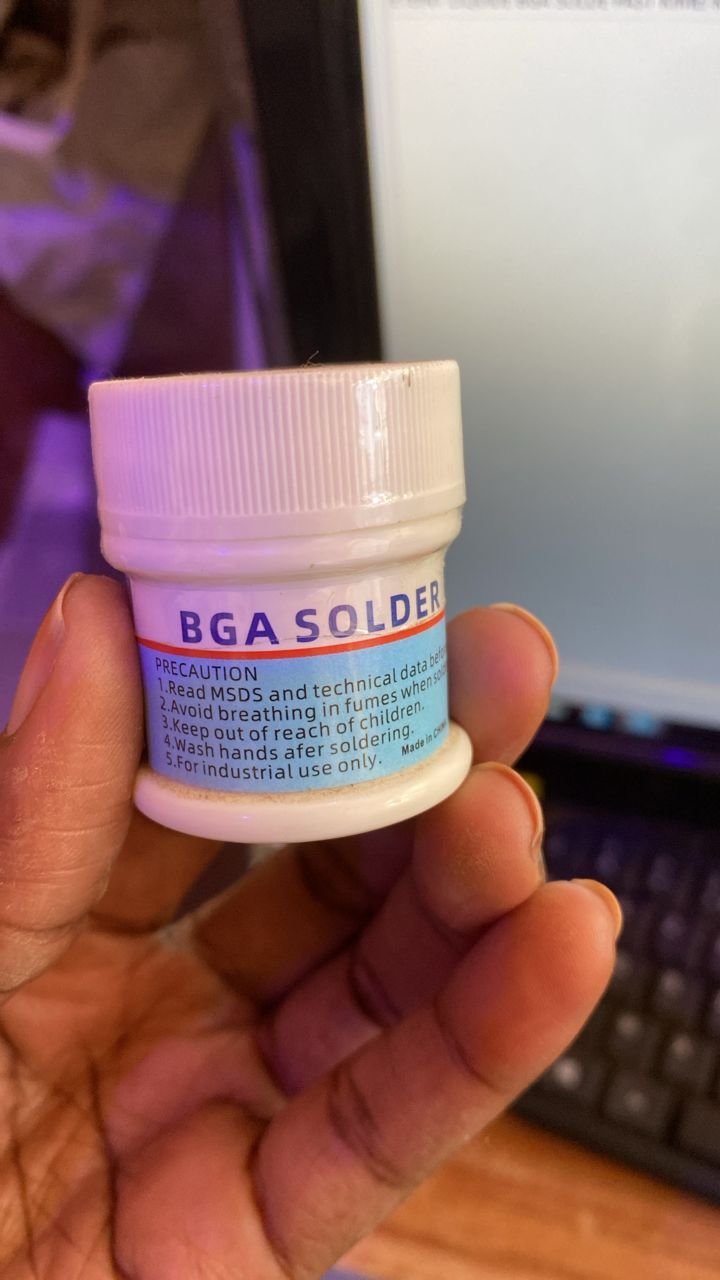 BGA SOLDER
PRECAUTION
1.Read MSDS and technical data
2.Avoid breathing in fumes when
3.Keep out of reach of children.
4.Wash hands afer soldering.
5.For industrial use only.
Made in CHINA